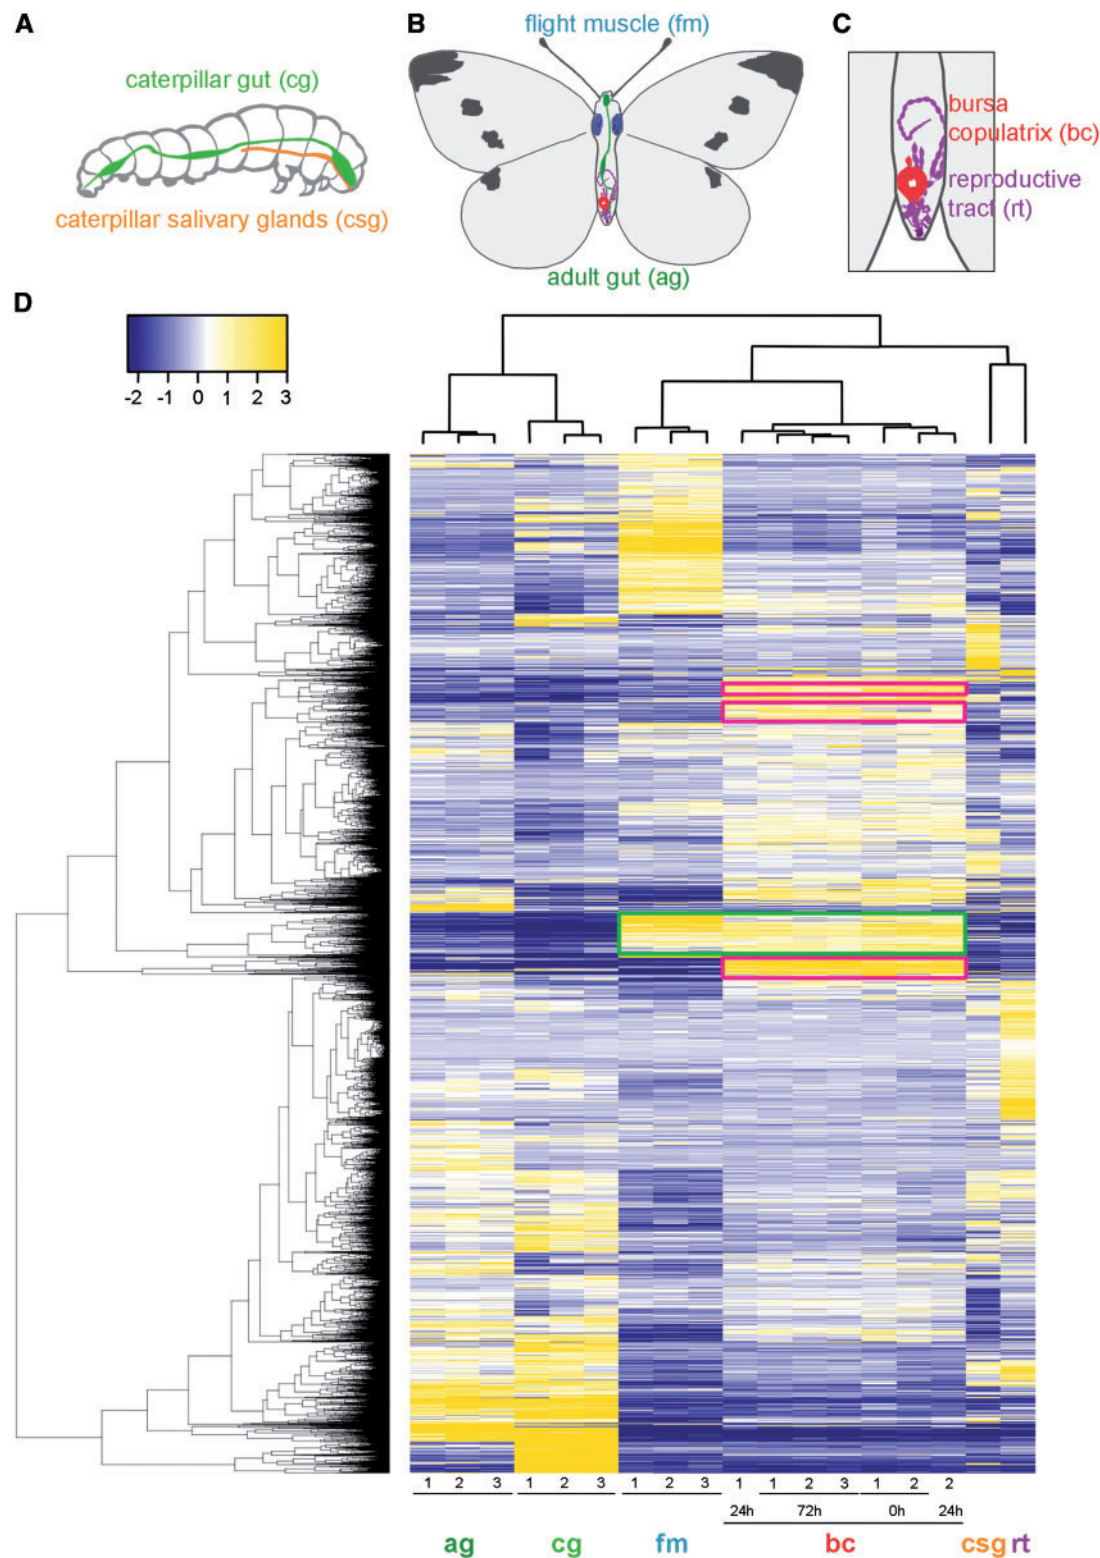 A
B
C
flight muscle (fm)
caterpillar gut (cg)
bursa
copulatrix (bc)
reproductive
tract (rt)
caterpillar salivary glands (csg)
adult gut (ag)
D
-2 -1 0 1 2 3
1 2 3 1 2 3 1 2 3 1 1 2 3 1 2 2
24h 72h 0h 24h
ag cg fm bc csg rt